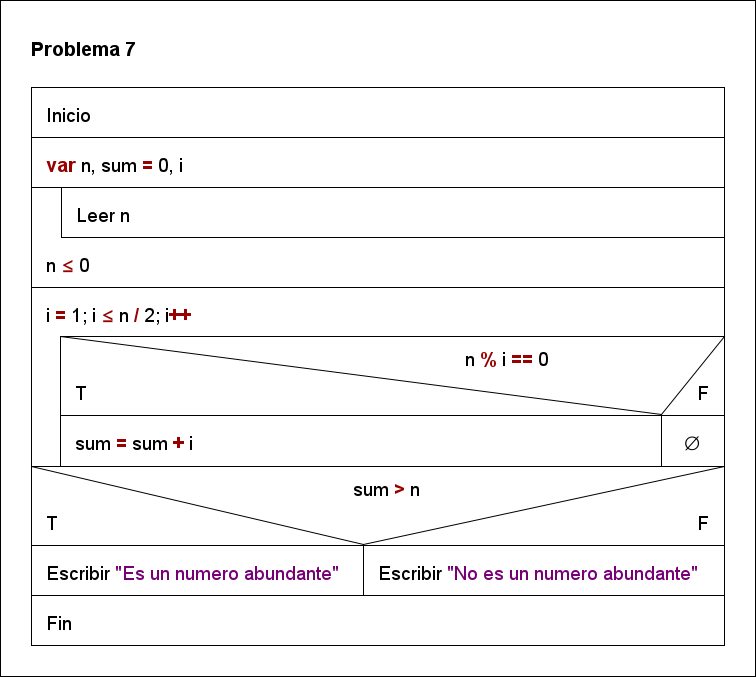 Problema 7
Inicio
var n, sum = 0, i
Leer n
n ≤ 0
i = 1; i ≤ n / 2; i++
n % i == 0
T F
sum = sum + i ∅
sum > n
T F
Escribir "Es un numero abundante" Escribir "No es un numero abundante"
Fin